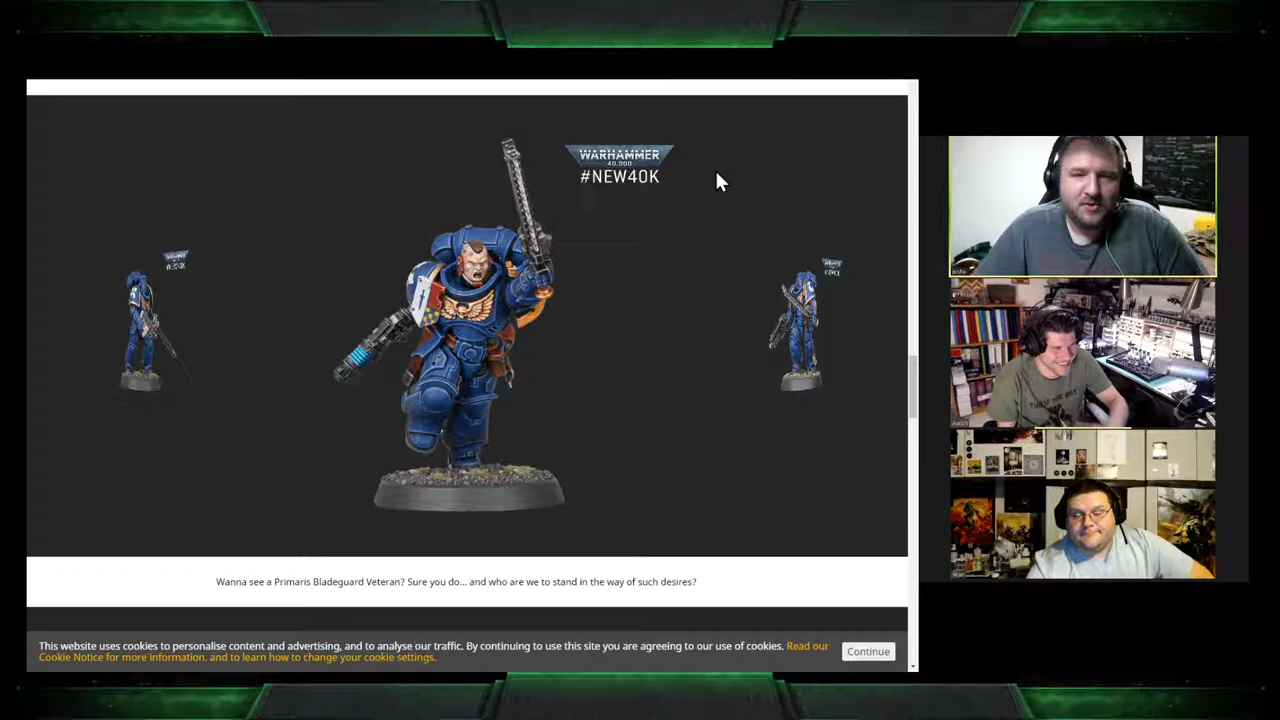 WARHAMMER
40,000
#NEW40K
Wanna see a Primaris Bladeguard Veteran? Sure you do... and who are we to stand in the way of such desires?
This website uses cookies to personalise content and advertising, and to analyse our traffic. By continuing to use this site you are agreeing to our use of cookies. Read our
Cookie Notice for more information. and to learn how to change your cookie settings.
Continue